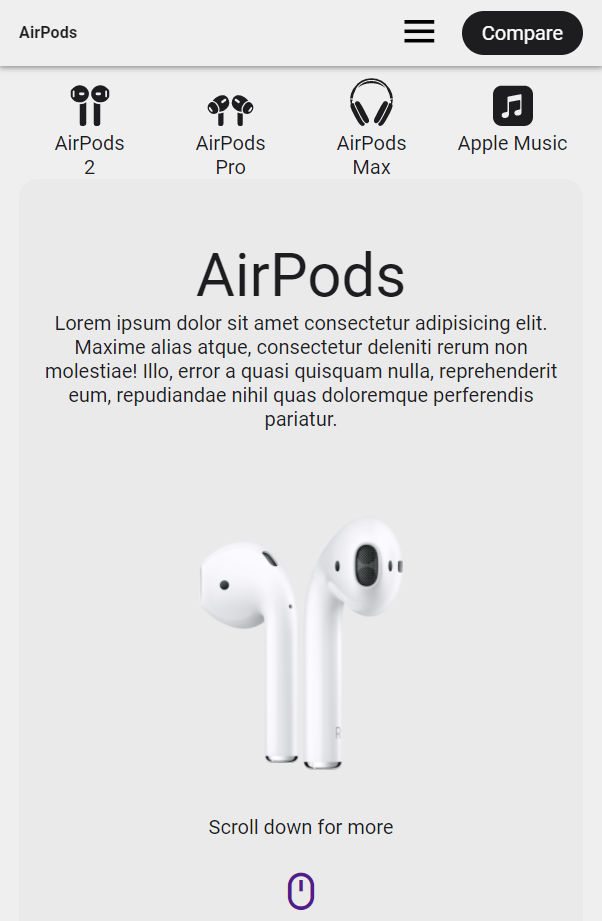 AirPods
Compare
AirPods
2
AirPods
Pro
AirPods
Max
Apple Music
AirPods
Lorem ipsum dolor sit amet consectetur adipisicing elit.
Maxime alias atque, consectetur deleniti rerum non
molestiae! Illo, error a quasi quisquam nulla, reprehenderit
eum, repudiandae nihil quas doloremque perferendis
pariatur.
R
Scroll down for more